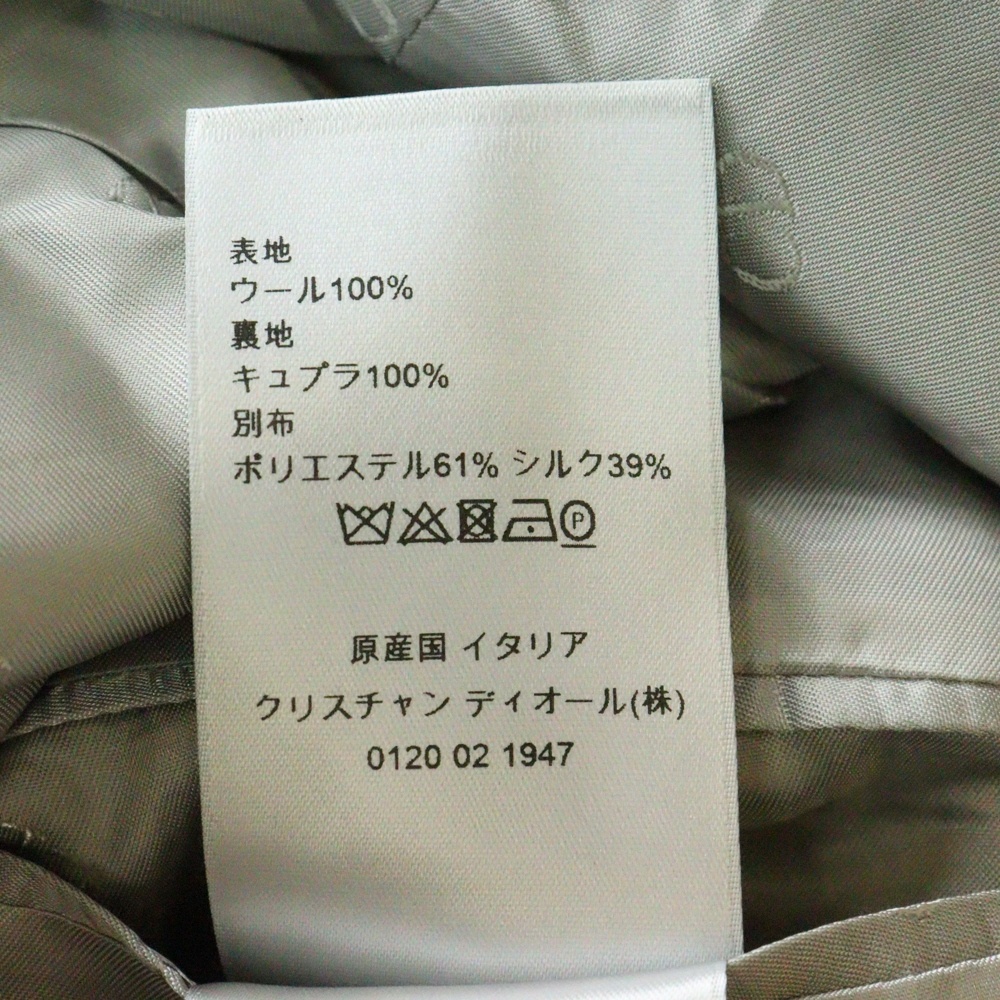 表地
ウール100%
裏地
キュプラ100%
別布
ポリエステル61% シルク39%
P
原産国 イタリア
クリスチャン ディオール(株)
0120 02 1947